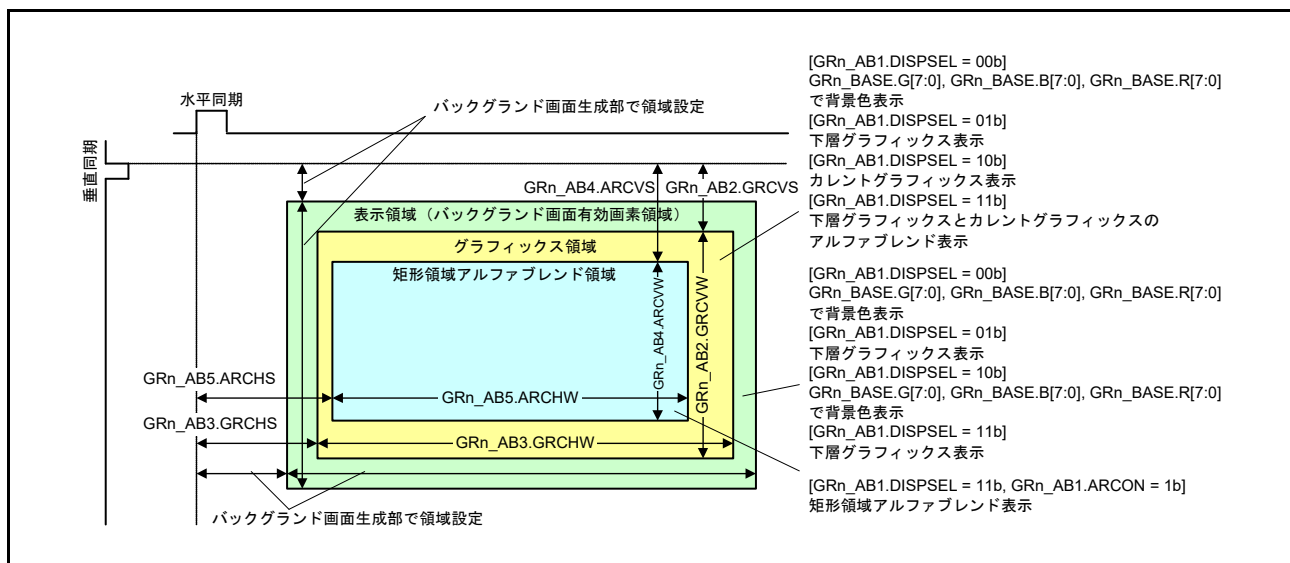 水平同期
垂直同期
バックグランド画面生成部で領域設定
GRn_AB4.ARCVS
GRn_AB2.GRCVS
表示領域（バックグランド画面有効画素領域）
グラフィックス領域
矩形領域アルファブレンド領域
GRn_AB4.ARCVW
GRn_AB2.GRCVW
GRn_AB5.ARCHS
GRn_AB5.ARCHW
GRn_AB3.GRCHS
GRn_AB3.GRCHW
バックグランド画面生成部で領域設定
[GRn_AB1.DISPSEL = 00b]
GRn_BASE.G[7:0], GRn_BASE.B[7:0], GRn_BASE.R[7:0]
で背景色表示
[GRn_AB1.DISPSEL = 01b]
下層グラフィックス表示
[GRn_AB1.DISPSEL = 10b]
カレントグラフィックス表示
[GRn_AB1.DISPSEL = 11b]
下層グラフィックスとカレントグラフィックスの
アルファブレンド表示
[GRn_AB1.DISPSEL = 00b]
GRn_BASE.G[7:0], GRn_BASE.B[7:0], GRn_BASE.R[7:0]
で背景色表示
[GRn_AB1.DISPSEL = 01b]
下層グラフィックス表示
[GRn_AB1.DISPSEL = 10b]
GRn_BASE.G[7:0], GRn_BASE.B[7:0], GRn_BASE.R[7:0]
で背景色表示
[GRn_AB1.DISPSEL = 11b]
下層グラフィックス表示
[GRn_AB1.DISPSEL = 11b, GRn_AB1.ARCON = 1b]
矩形領域アルファブレンド表示